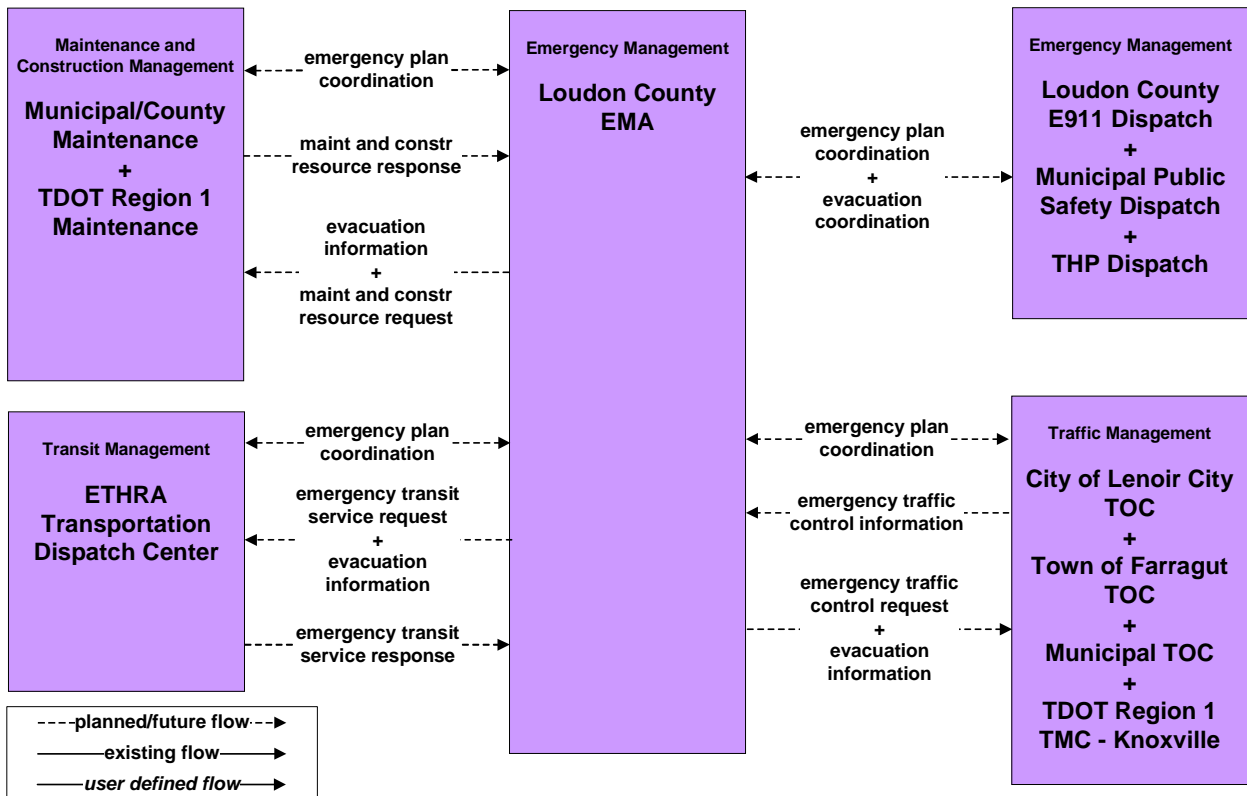 Maintenance and
Construction Management
Municipal/County
Maintenance
+
TDOT Region 1
Maintenance
emergency plan
coordination
maint and constr
resource response
evacuation
information
+
maint and constr
resource request
Emergency Management
Loudon County
EMA
emergency plan
coordination
+
evacuation
coordination
Emergency Management
Loudon County
E911 Dispatch
+
Municipal Public
Safety Dispatch
+
THP Dispatch
Transit Management
ETHRA
Transportation
Dispatch Center
emergency plan
coordination
emergency transit
service request
+
evacuation
information
emergency transit
service response
emergency plan
coordination
emergency traffic
control information
emergency traffic
control request
+
evacuation
information
Traffic Management
City of Lenoir City
TOC
+
Town of Farragut
TOC
+
Municipal TOC
+
TDOT Region 1
TMC - Knoxville
planned/future flow
existing flow
user defined flow